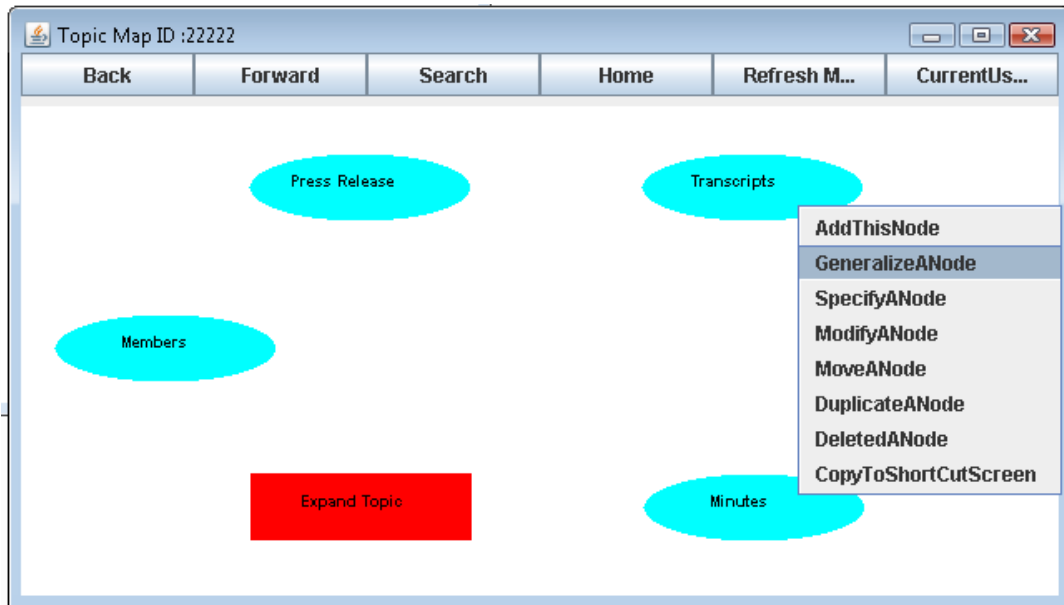 Topic Map ID :22222
Back Forward Search Home Refresh M... CurrentUs...
Press Release
Transcripts
AddThisNode
GeneralizeANode
SpecifyANode
ModifyANode
MoveANode
DuplicateANode
DeletedANode
CopyToShortCutScreen
Members
Expand Topic
Minutes